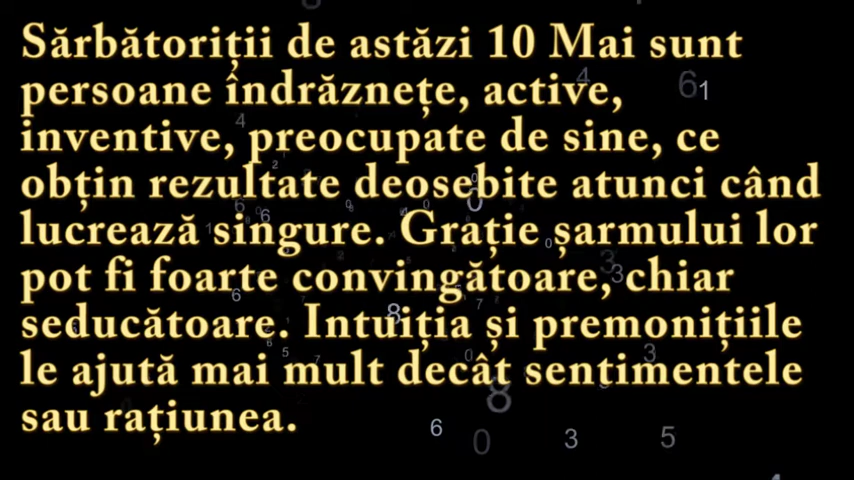 Sărbătoriții de astăzi 10 Mai sunt
persoane îndrăznețe, active,
inventive, preocupate de sine, ce
obțin rezultate deosebite atunci când
lucrează singure. Grație șarmului lor
pot fi foarte convingătoare, chiar
seducătoare. Intuiția și premonițiile
le ajută mai mult decât sentimentele
sau rațiunea.